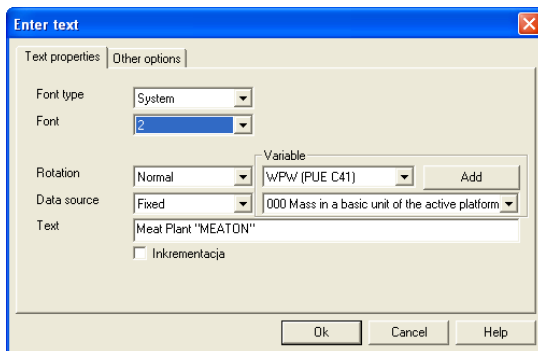 Enter text
Text properties Other options
Font type System
Font 2
Variable
Rotation Normal WPW (PUE C41) Add
Data source Fixed 000 Mass in a basic unit of the active platform
Text Meat Plant "MEATON"
Inkrementacja
Ok Cancel Help